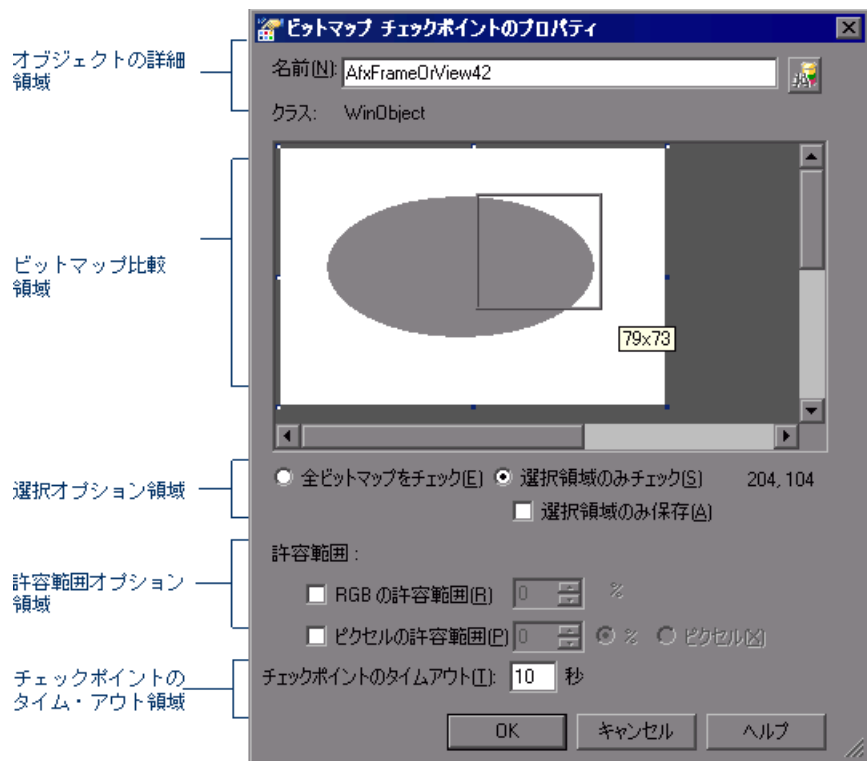 ビットマップ チェックポイントのプロパティ
オブジェクトの詳細
領域
名前(N):
AfxFrameOrView42
クラス: WinObject
ビットマップ比較
領域
79x73
選択オプション領域
全ビットマップをチェック(E) 選択領域のみチェック(S) 204, 104
選択領域のみ保存(A)
許容範囲オプション
領域
許容範囲 :
RGB の許容範囲(R) 0 %
ピクセルの許容範囲(P) 0 % ピクセル(X)
チェックポイントの
タイム・アウト領域
チェックポイントのタイムアウト(T): 10 秒
OK キャンセル ヘルプ